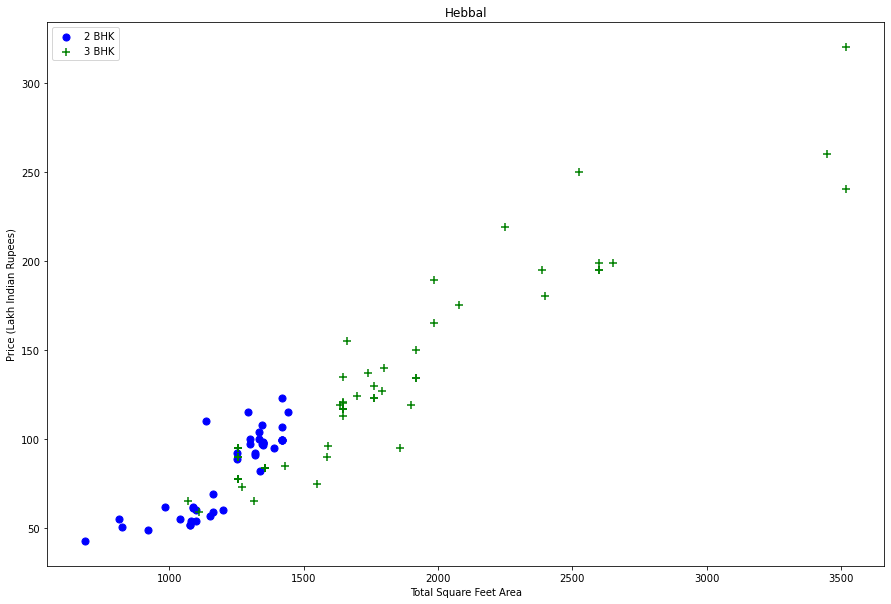 Hebbal
2 BHK
3 BHK
300
250
200
150
100
50
Price (Lakh Indian Rupees)
1000 1500 2000 2500 3000 3500
Total Square Feet Area